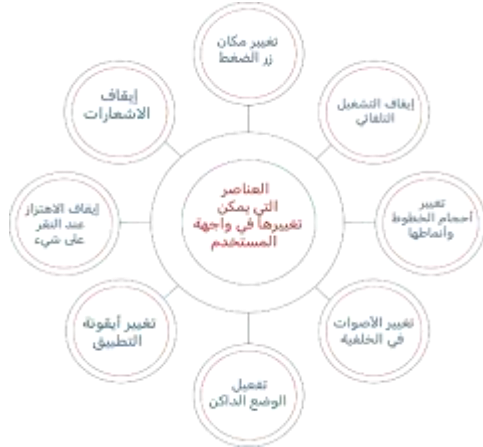 العناصر
التي يمكن
تغييرها في واجهة
المستخدم
تغيير مكان
زر الضغط
إيقاف التشغيل
التلقائي
تغيير
أحجام الخطوط
وأنماطها
تغيير الأصوات
في الخلفية
تفعيل
الوضع الداكن
تغيير أيقونة
التطبيق
إيقاف الاهتزاز
عند النقر
على شيء
إيقاف
الاشعارات